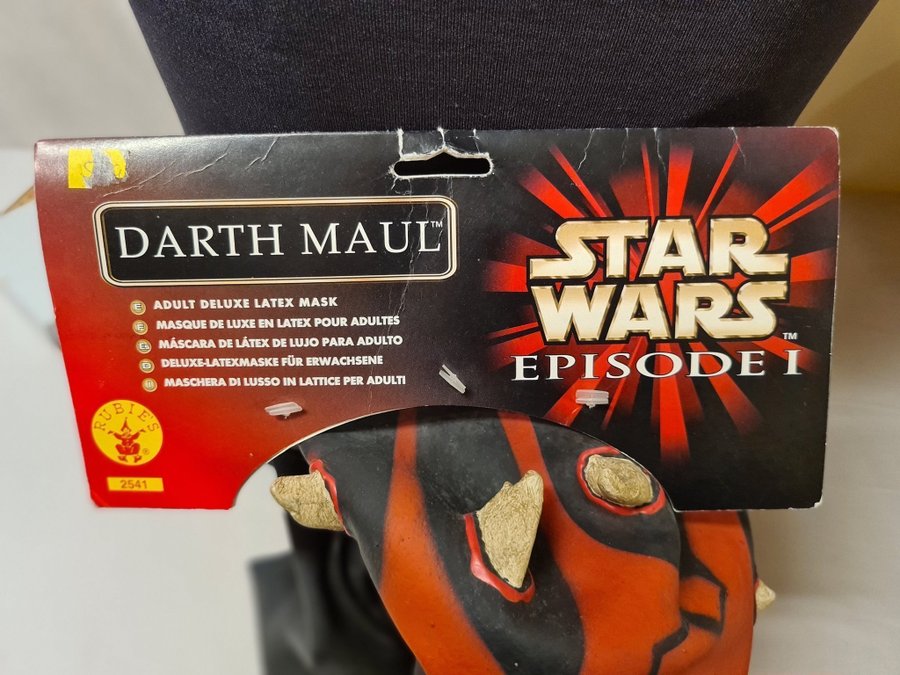 DARTH MAUL™
E ADULT DELUXE LATEX MASK
F MASQUE DE LUXE EN LATEX POUR ADULTES
MÁSCARA DE LÁTEX DE LUJO PARA ADULTO
D DELUXE-LATEXMASKE FÜR ERWACHSENE
MASCHERA DI LUSSO IN LATTICE PER ADULTI
RUBIE'S®
2541
STAR
WARS™
EPISODE I